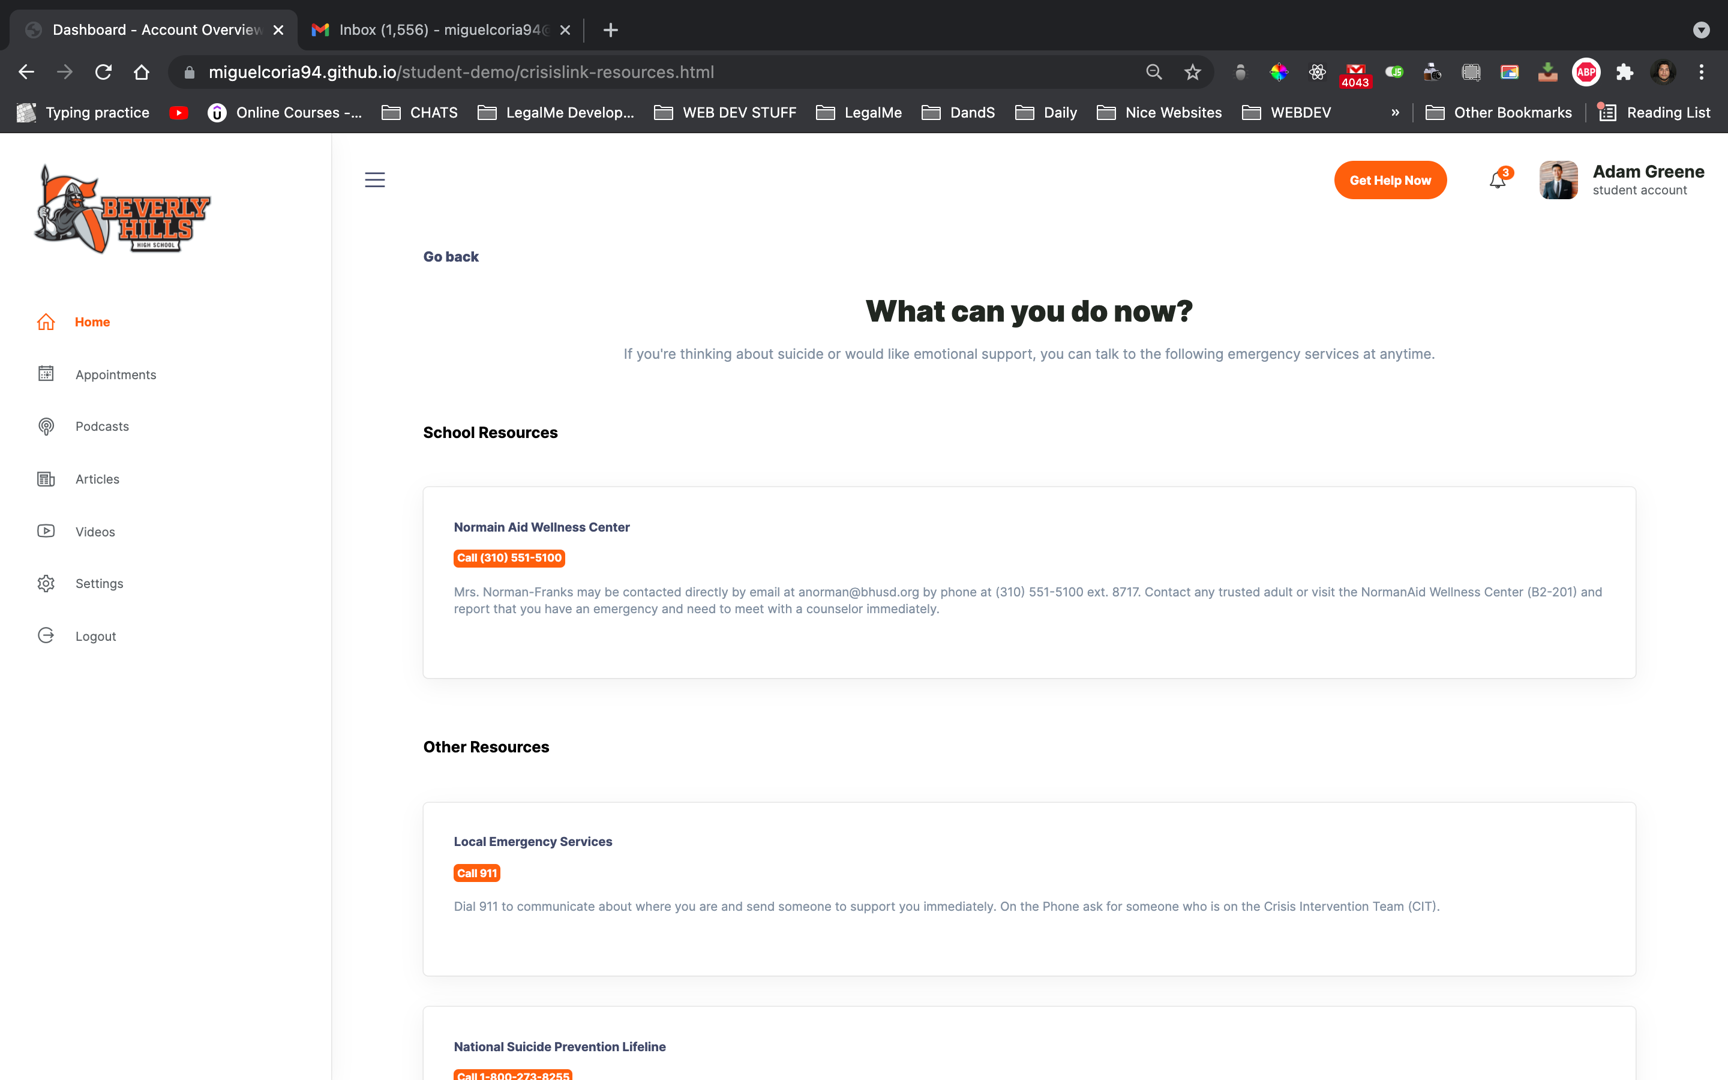 Dashboard - Account Overview
Inbox (1,556) - miguelcoria94@
miguelcoria94.github.io/student-demo/crisislink-resources.html
4043
JS
ABP
Typing practice
Online Courses -...
CHATS
LegalMe Develop...
WEB DEV STUFF
LegalMe
DandS
Daily
Nice Websites
WEBDEV
»
Other Bookmarks
Reading List
BEVERLY
HILLS
HIGH SCHOOL
Get Help Now
3
Adam Greene
student account
Home
Appointments
Podcasts
Articles
Videos
Settings
Logout
Go back
What can you do now?
If you're thinking about suicide or would like emotional support, you can talk to the following emergency services at anytime.
School Resources
Normain Aid Wellness Center
Call (310) 551-5100
Mrs. Norman-Franks may be contacted directly by email at anorman@bhusd.org by phone at (310) 551-5100 ext. 8717. Contact any trusted adult or visit the NormanAid Wellness Center (B2-201) and
report that you have an emergency and need to meet with a counselor immediately.
Other Resources
Local Emergency Services
Call 911
Dial 911 to communicate about where you are and send someone to support you immediately. On the Phone ask for someone who is on the Crisis Intervention Team (CIT).
National Suicide Prevention Lifeline
Call 1-800-273-8255